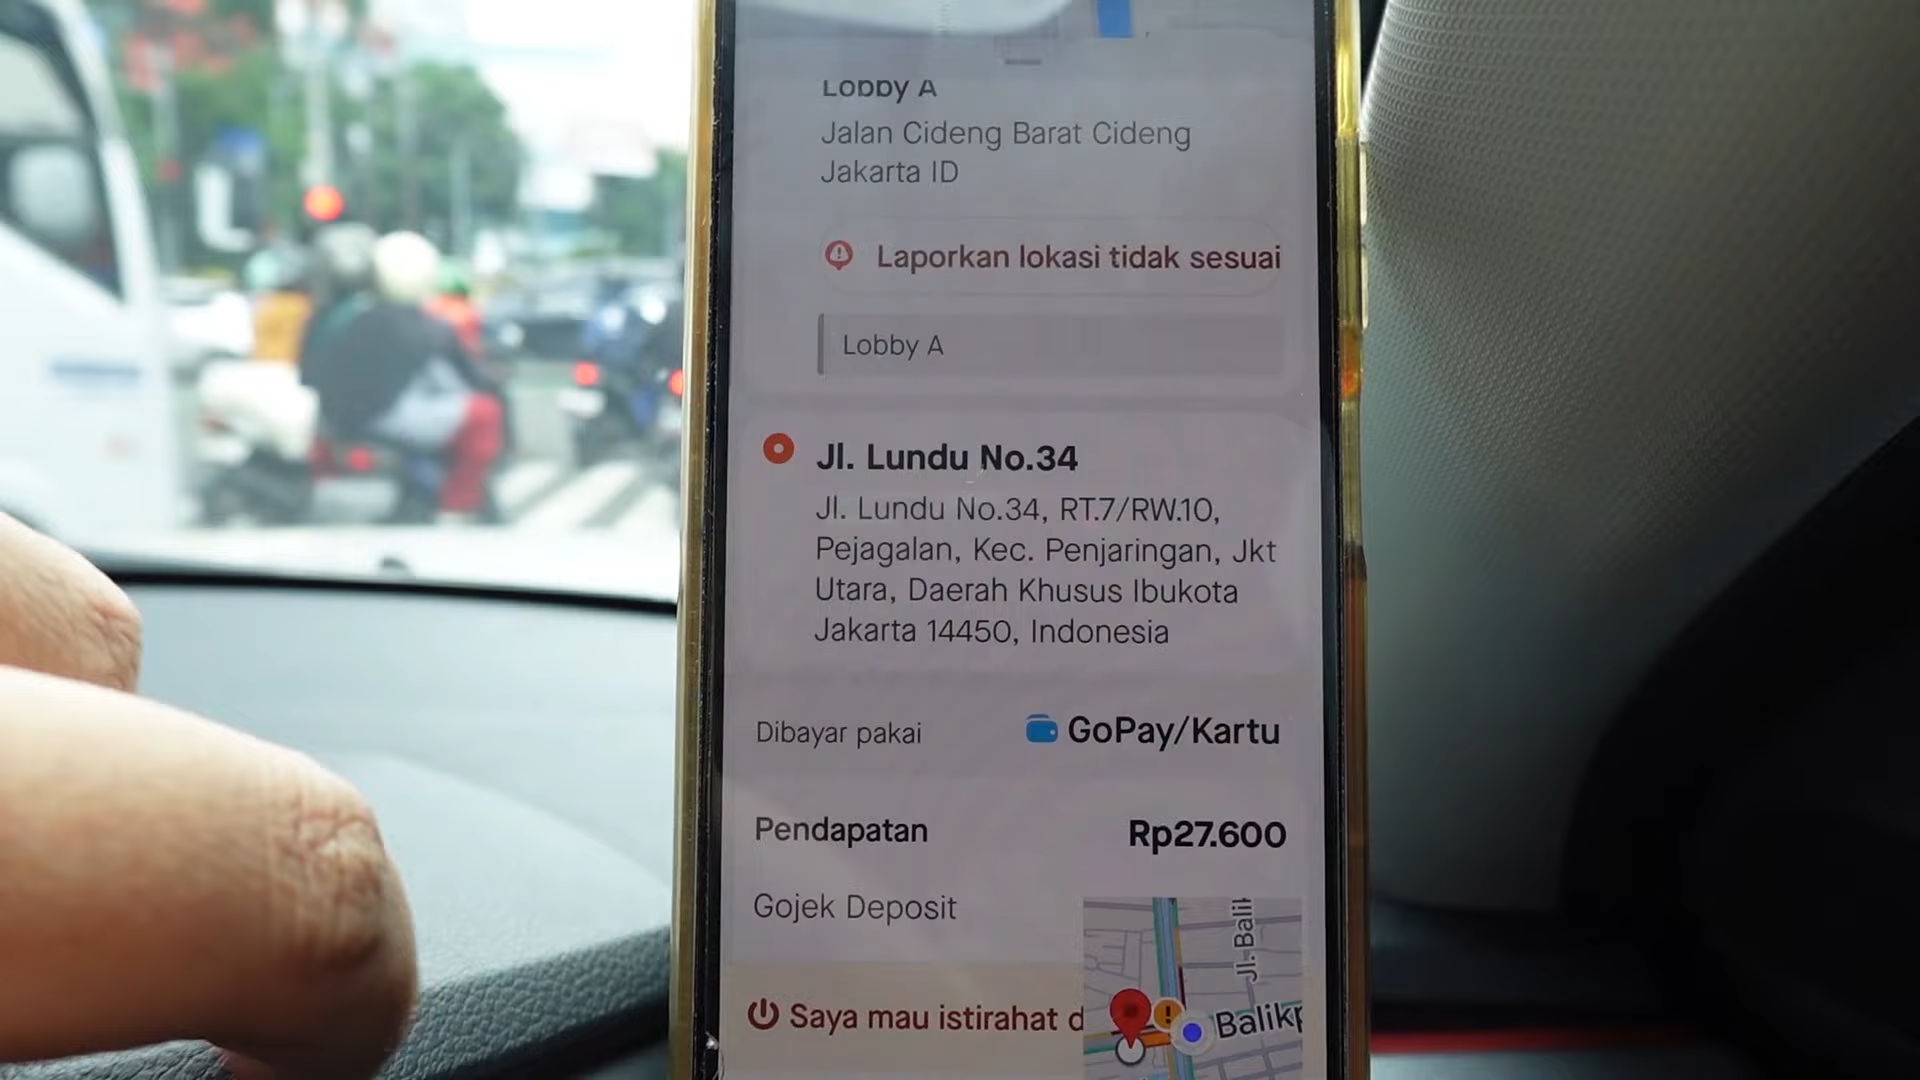 Lobby A
Jalan Cideng Barat Cideng
Jakarta ID
Laporkan lokasi tidak sesuai
Lobby A
Jl. Lundu No.34
Jl. Lundu No.34, RT.7/RW.10,
Pejagalan, Kec. Penjaringan, Jkt
Utara, Daerah Khusus Ibukota
Jakarta 14450, Indonesia
Dibayar pakai GoPay/Kartu
Pendapatan Rp27.600
Gojek Deposit
Jl. Balik
Saya mau istirahat d
Balikp